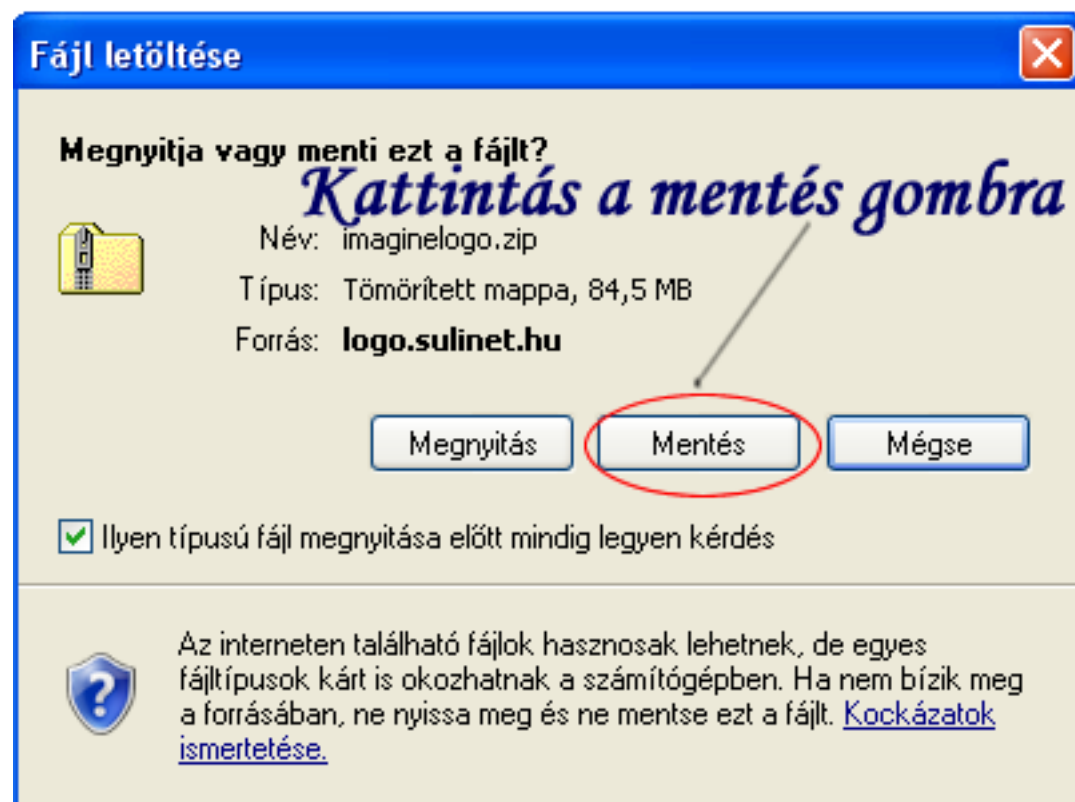 Fájl letöltése
Megnyitja vagy menti ezt a fájlt?
Kattintás a mentés gombra
Név: imaginelogo.zip
Típus: Tömörített mappa, 84,5 MB
Forrás: logo.sulinet.hu
Megnyitás Mentés Mégse
Ilyen típusú fájl megnyitása előtt mindig legyen kérdés
Az interneten található fájlok hasznosak lehetnek, de egyes
fájltípusok kárt is okozhatnak a számítógépben. Ha nem bízik meg
a forrásában, ne nyissa meg és ne mentse ezt a fájlt. Kockázatok
ismertetése.